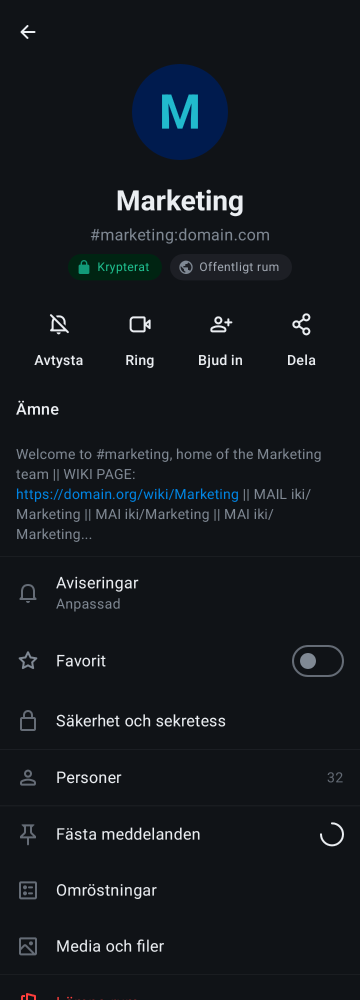 M
Marketing
#marketing:domain.com
Krypterat
Offentligt rum
Avtysta
Ring
Bjud in
Dela
Ämne
Welcome to #marketing, home of the Marketing
team || WIKI PAGE:
https://domain.org/wiki/Marketing || MAIL iki/
Marketing || MAI iki/Marketing || MAI iki/
Marketing...
Aviseringar
Anpassad
Favorit
Säkerhet och sekretess
Personer 32
Fästa meddelanden
Omröstningar
Media och filer